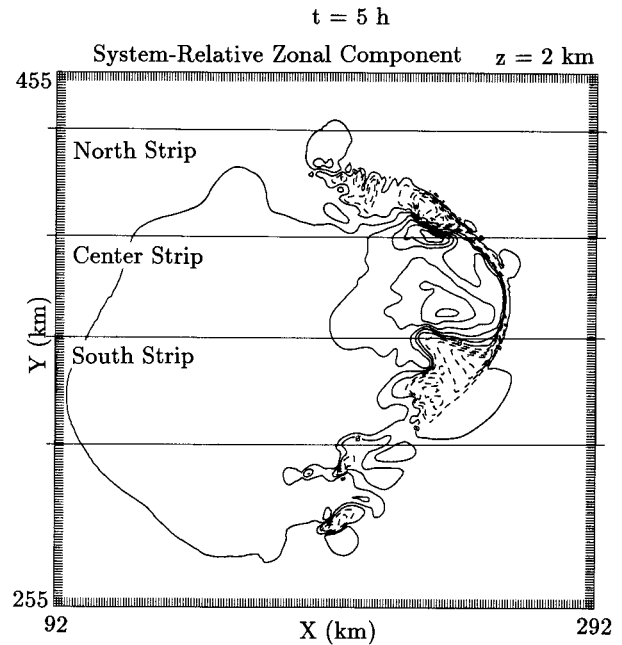 t = 5 h
System-Relative Zonal Component z = 2 km
455
North Strip
Center Strip
Y (km)
South Strip
255
92
X (km)
292